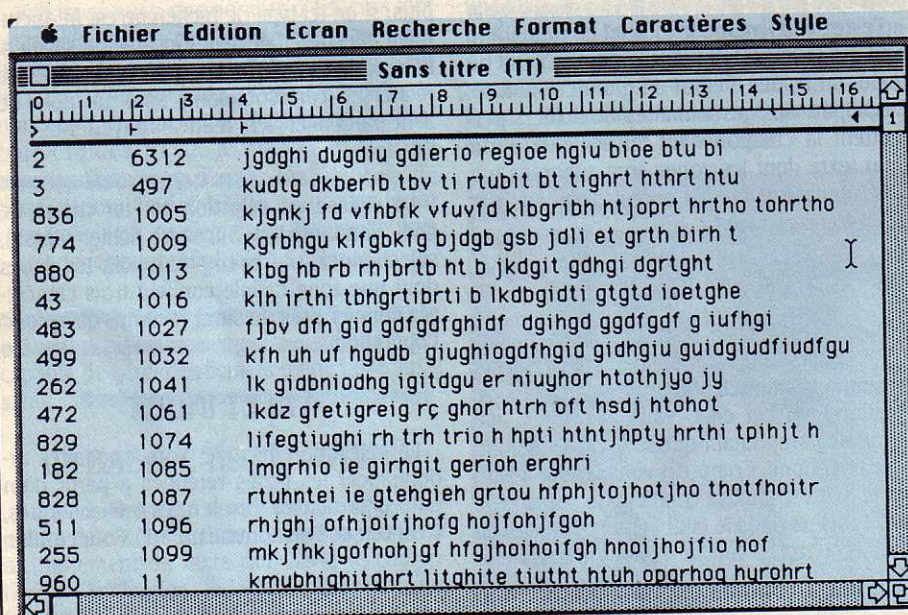 Fichier Edition Ecran Recherche Format Caractères Style
Sans titre (TT)
0 1 2 3 4 5 6 7 8 9 10 11 12 13 14 15 16
1
2 6312 jgdghi dugdiu gdierio regioe hgiu bioe btu bi
3 497 kudtg dkberib tbv ti rtubit bt tighrt hthrt htu
836 1005 kjgnkj fd vfhbfk vfuvfd klbgribh htjoprt hrtho tohrtho
774 1009 Kgfbhgu klfgbkfg bjdgb gsb jdli et grth birh t
880 1013 klbg hb rb rhjbrtb ht b jkdgit gdhgi dgrtght
43 1016 klh irthi tbhgrtibrti b lkdbgidti gtgtd ioetghe
483 1027 fjbv dfh gid gdfgdfghidf dgihgd ggdfgdf g iufhgi
499 1032 kfh uh uf hgudb giughiogdfhgid gidhgiu guidgiudfiudfgu
262 1041 lk gidbniodhg igitdgu er niuyhor htothjyo jy
472 1061 lkdz gfetigreig rç ghor htrh oft hsdj htohot
829 1074 lifegtiughi rh trh trio h hpti hthtjhpty hrthi tpihjt h
182 1085 lmgrhio ie girhgit gerioh erghri
828 1087 rtuhntei ie gtehgieh grtou hfphjtojhotjho thotfhoitr
511 1096 rhjghj ofhjoifjhofg hojfohjfgoh
255 1099 mkjfhkjgofhohjgf hfgjhoihoifgh hnoijhojfio hof
960 11 kmubhighitghrt litghite tiutht htuh opgrhog hyrohrt